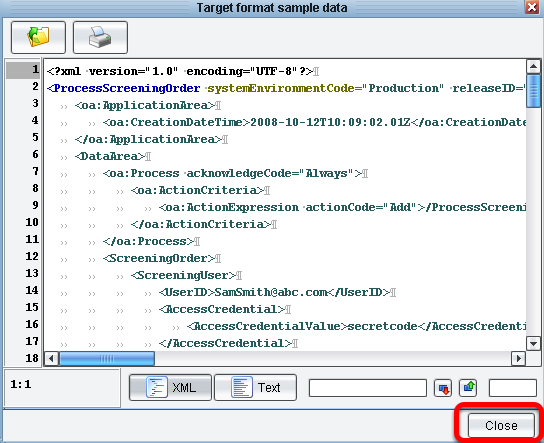 Target format sample data
1 <?xml version="1.0" encoding="UTF-8"?>
2 <ProcessScreeningOrder systemEnvironmentCode="Production" releaseID="
3 <oa:ApplicationArea>
4 <oa:CreationDateTime>2008-10-12T10:09:02.01Z</oa:CreationDate
5 </oa:ApplicationArea>
6 <DataArea>
7 <oa:Process acknowledgeCode="Always">
8 <oa:ActionCriteria>
9 <oa:ActionExpression actionCode="Add">/ProcessScreeni
10 </oa:ActionCriteria>
11 </oa:Process>
12 <ScreeningOrder>
13 <ScreeningUser>
14 <UserID>SamSmith@abc.com</UserID>
15 <AccessCredential>
16 <AccessCredentialValue>secretcode</AccessCredenti
17 </AccessCredential>
18
1:1 XML Text
Close